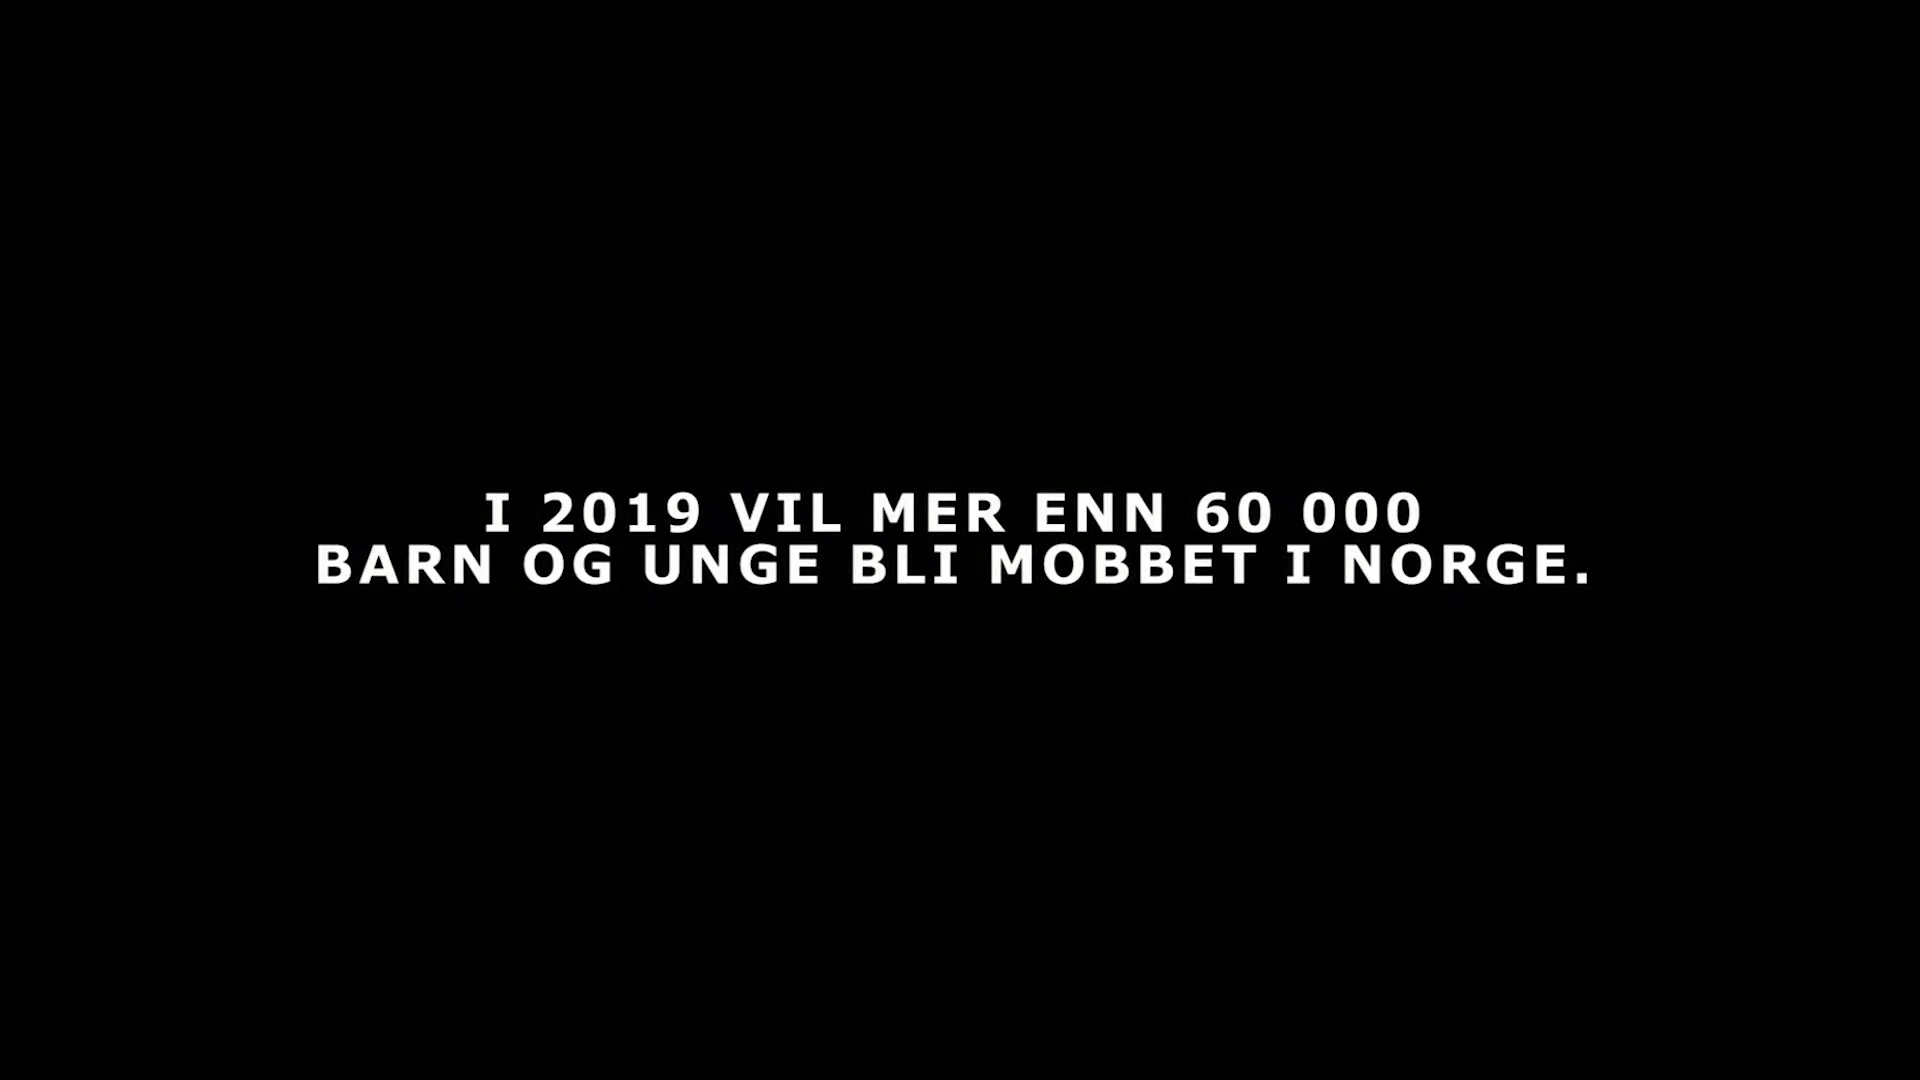 I 2019 VIL MER ENN 60 000
BARN OG UNGE BLI MOBBET I NORGE.